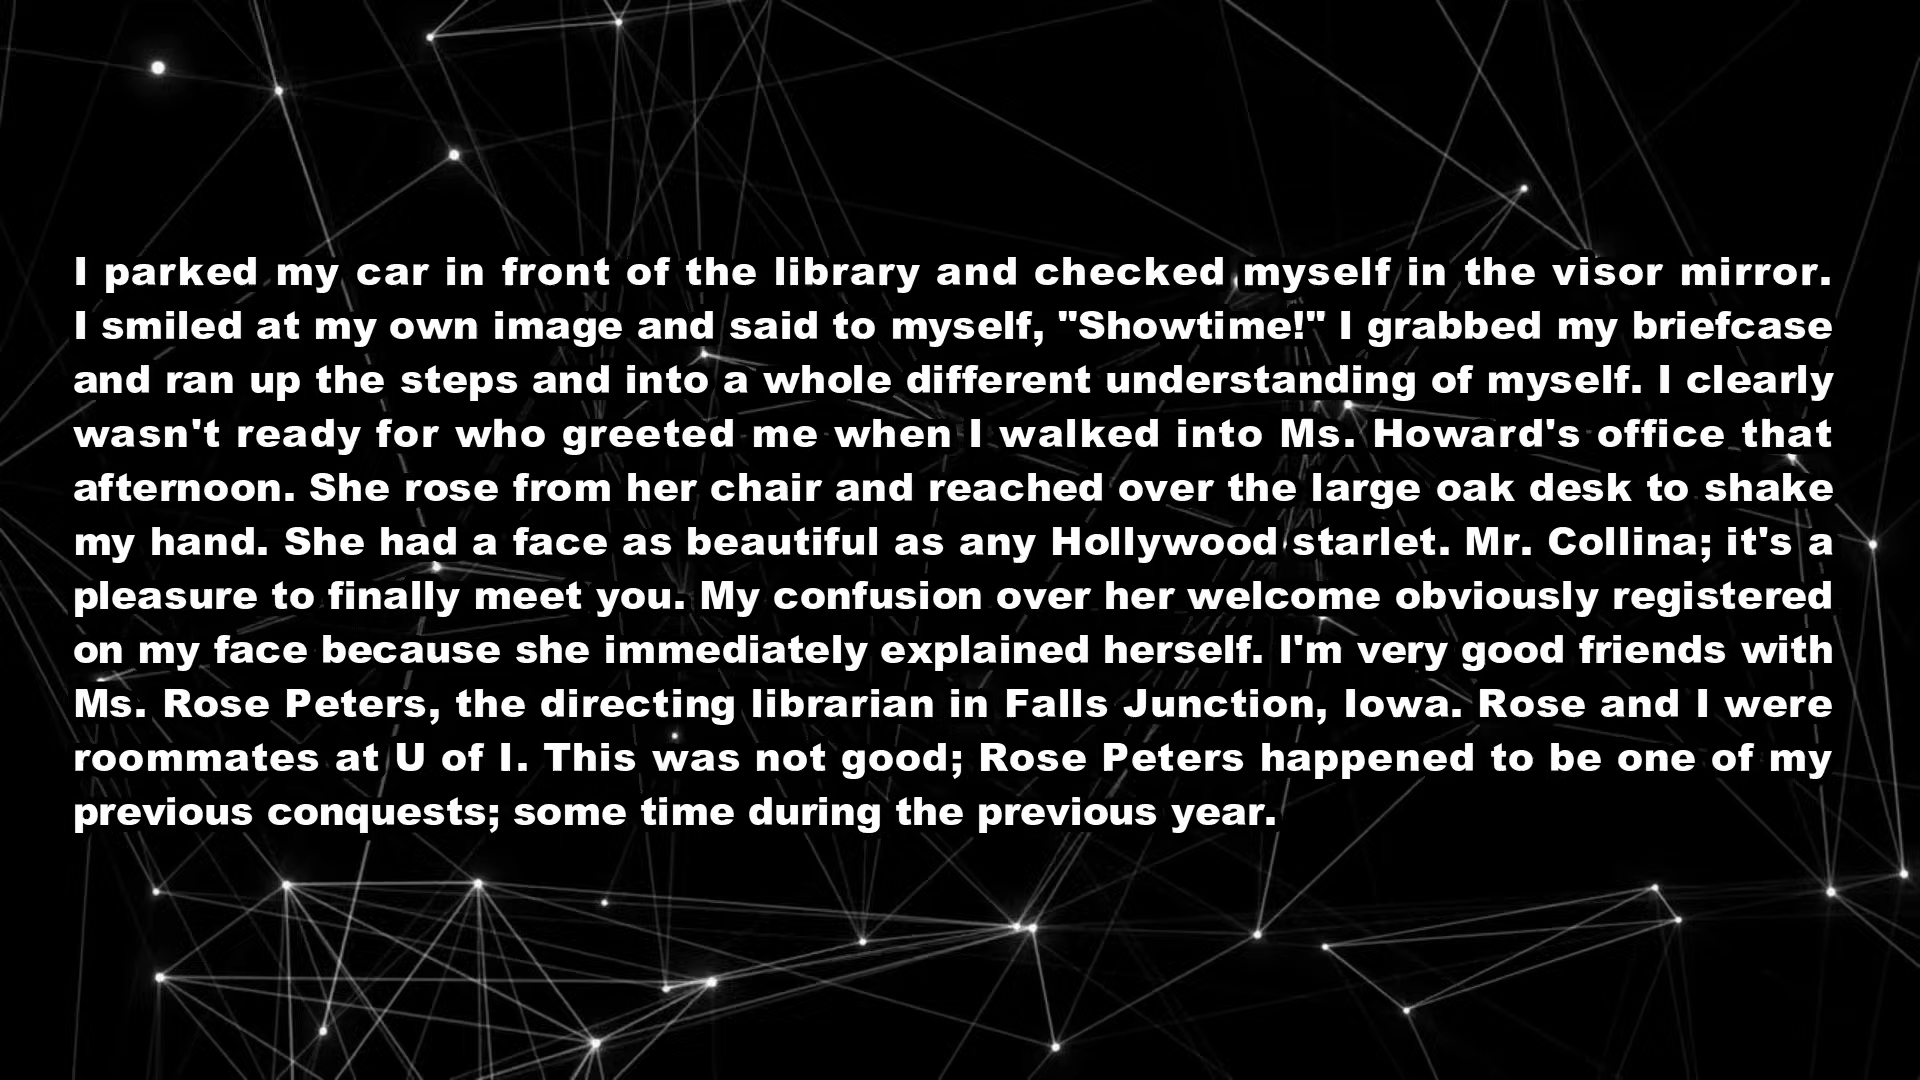 I parked my car in front of the library and checked myself in the visor mirror.
I smiled at my own image and said to myself, "Showtime!" I grabbed my briefcase
and ran up the steps and into a whole different understanding of myself. I clearly
wasn't ready for who greeted me when I walked into Ms. Howard's office that
afternoon. She rose from her chair and reached over the large oak desk to shake
my hand. She had a face as beautiful as any Hollywood starlet. Mr. Collina; it's a
pleasure to finally meet you. My confusion over her welcome obviously registered
on my face because she immediately explained herself. I'm very good friends with
Ms. Rose Peters, the directing librarian in Falls Junction, Iowa. Rose and I were
roommates at U of I. This was not good; Rose Peters happened to be one of my
previous conquests; some time during the previous year.